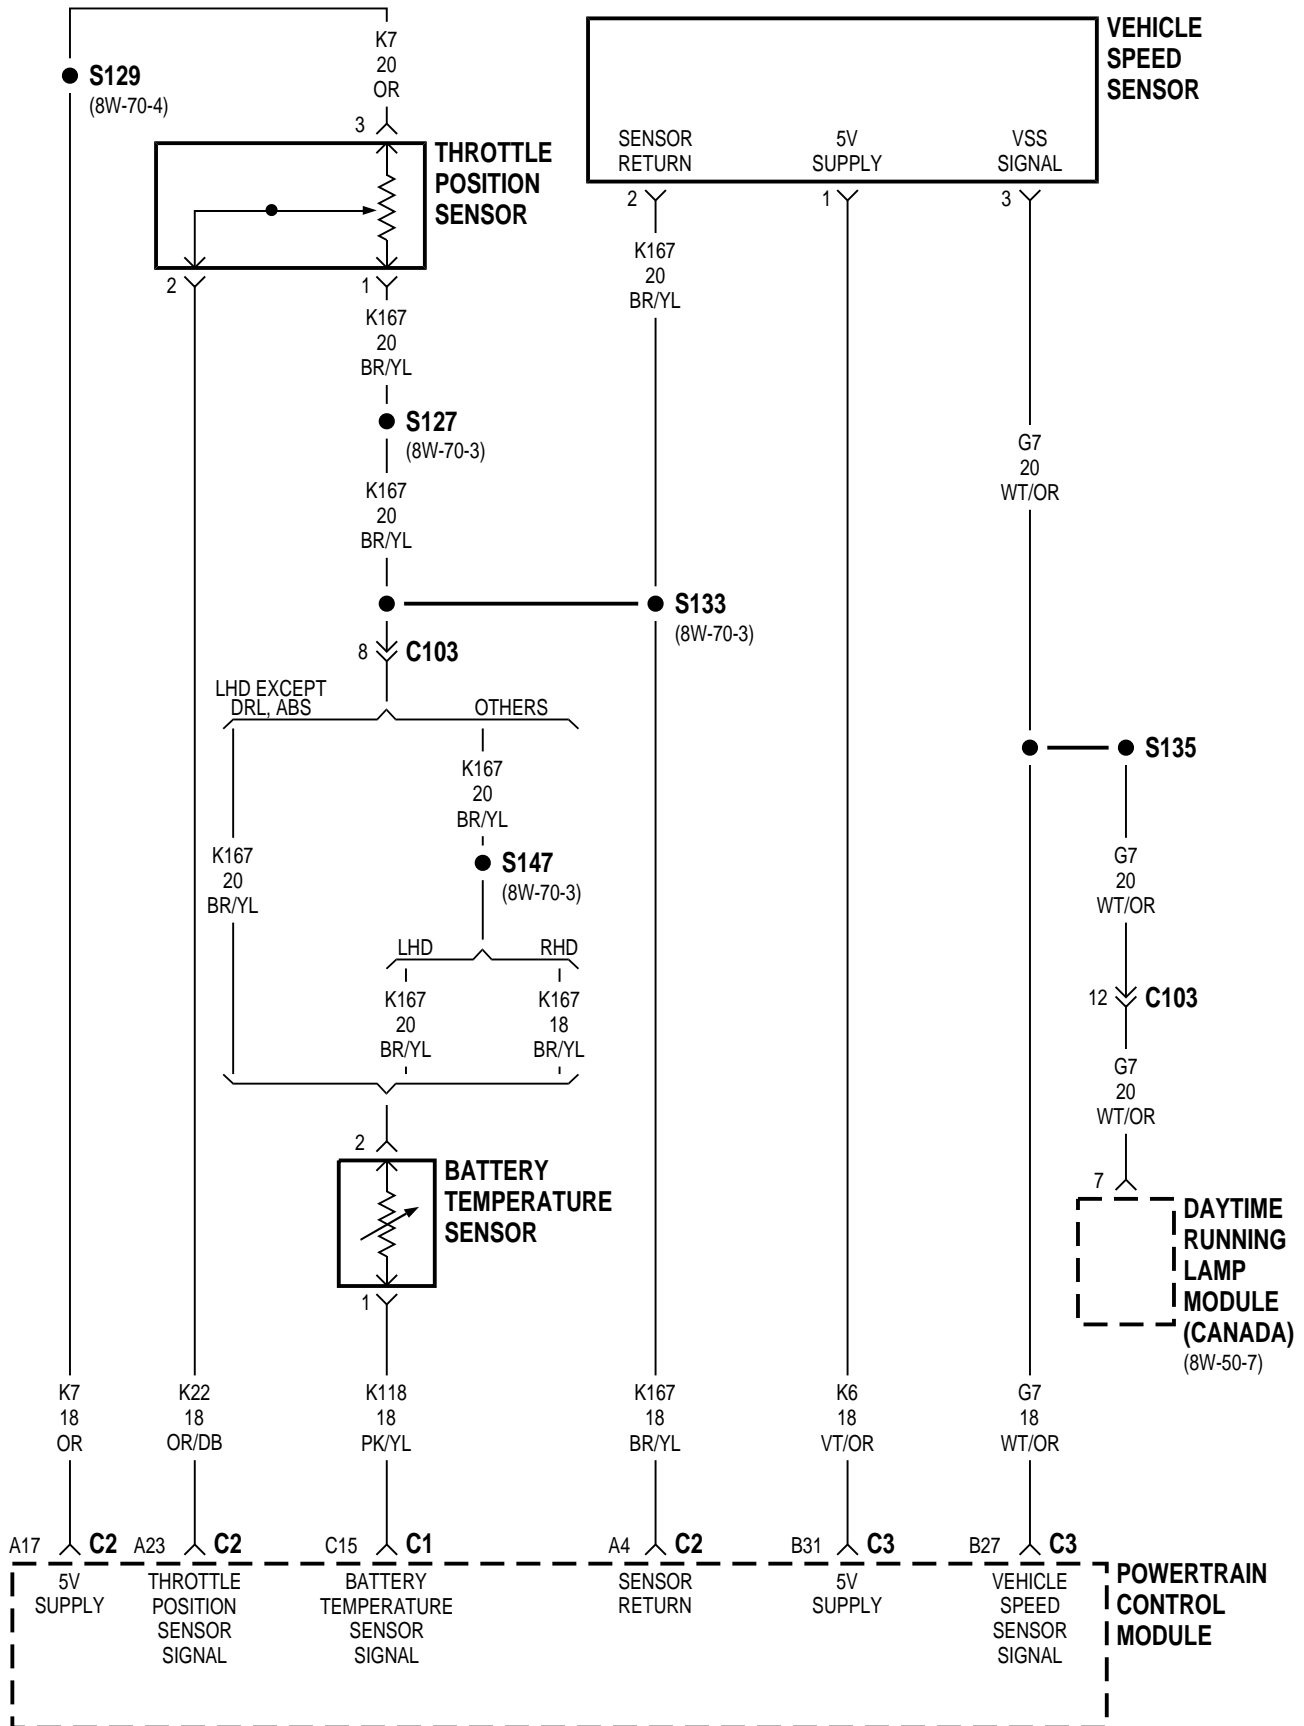 K7
20
OR
S129
(8W-70-4)
3
THROTTLE
POSITION
SENSOR
2
1
VEHICLE
SPEED
SENSOR
SENSOR
RETURN
5V
SUPPLY
VSS
SIGNAL
2
1
3
K167
20
BR/YL
K167
20
BR/YL
S127
(8W-70-3)
K167
20
BR/YL
G7
20
WT/OR
S133
(8W-70-3)
8
C103
LHD EXCEPT
DRL, ABS
OTHERS
K167
20
BR/YL
S135
K167
20
BR/YL
S147
(8W-70-3)
G7
20
WT/OR
LHD
RHD
K167
20
BR/YL
K167
18
BR/YL
12
C103
G7
20
WT/OR
2
BATTERY
TEMPERATURE
SENSOR
1
7
DAYTIME
RUNNING
LAMP
MODULE
(CANADA)
(8W-50-7)
K7
18
OR
K22
18
OR/DB
K118
18
PK/YL
K167
18
BR/YL
K6
18
VT/OR
G7
18
WT/OR
A17
C2
A23
C2
C15
C1
A4
C2
B31
C3
B27
C3
5V
SUPPLY
THROTTLE
POSITION
SENSOR
SIGNAL
BATTERY
TEMPERATURE
SENSOR
SIGNAL
SENSOR
RETURN
5V
SUPPLY
VEHICLE
SPEED
SENSOR
SIGNAL
POWERTRAIN
CONTROL
MODULE